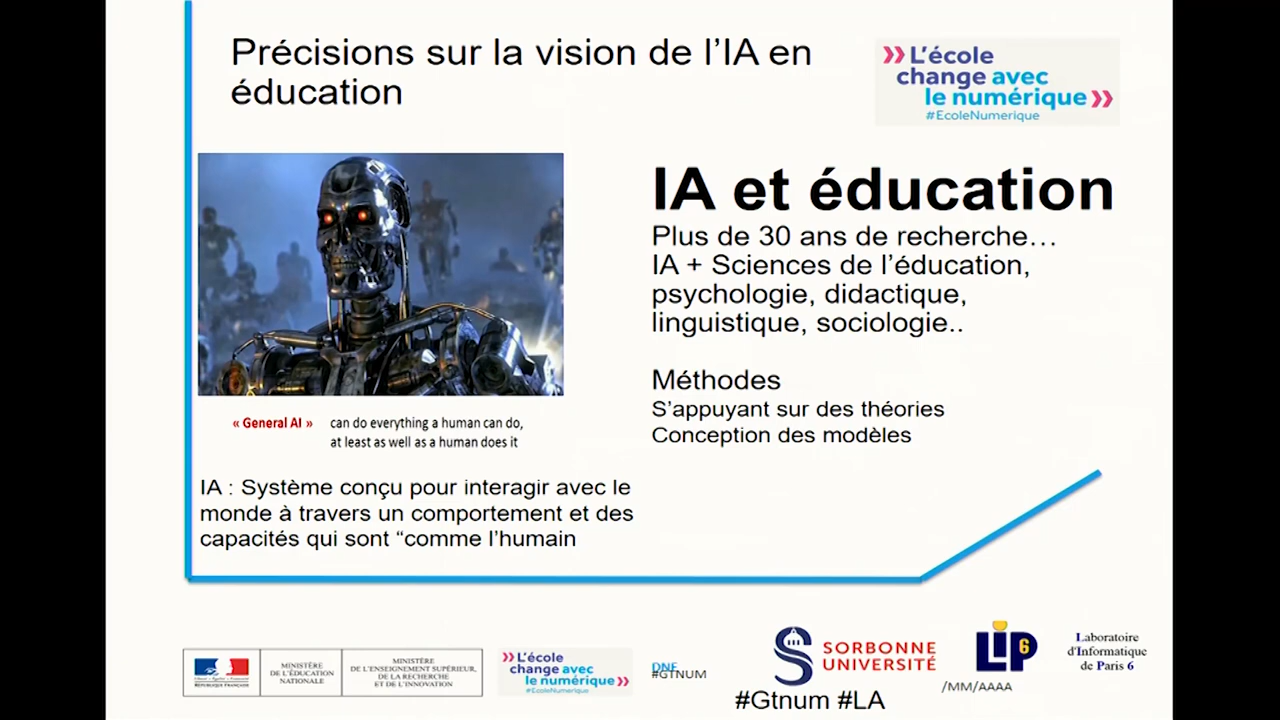 Précisions sur la vision de l’IA en
éducation
L’école
change avec
le numérique
#EcoleNumerique
IA et éducation
Plus de 30 ans de recherche…
IA + Sciences de l’éducation,
psychologie, didactique,
linguistique, sociologie..
Méthodes
S’appuyant sur des théories
Conception des modèles
« General AI » can do everything a human can do,
at least as well as a human does it
IA : Système conçu pour interagir avec le
monde à travers un comportement et des
capacités qui sont “comme l’humain
RÉPUBLIQUE FRANÇAISE
MINISTÈRE
DE L'ÉDUCATION
NATIONALE
MINISTÈRE
DE L'ENSEIGNEMENT SUPÉRIEUR,
DE LA RECHERCHE
ET DE L'INNOVATION
L’école
change avec
le numérique
#EcoleNumerique
DNE
#GTNUM
SORBONNE
UNIVERSITÉ
#Gtnum #LA
LIP6
/MM/AAAA
Laboratoire
d'Informatique
de Paris 6